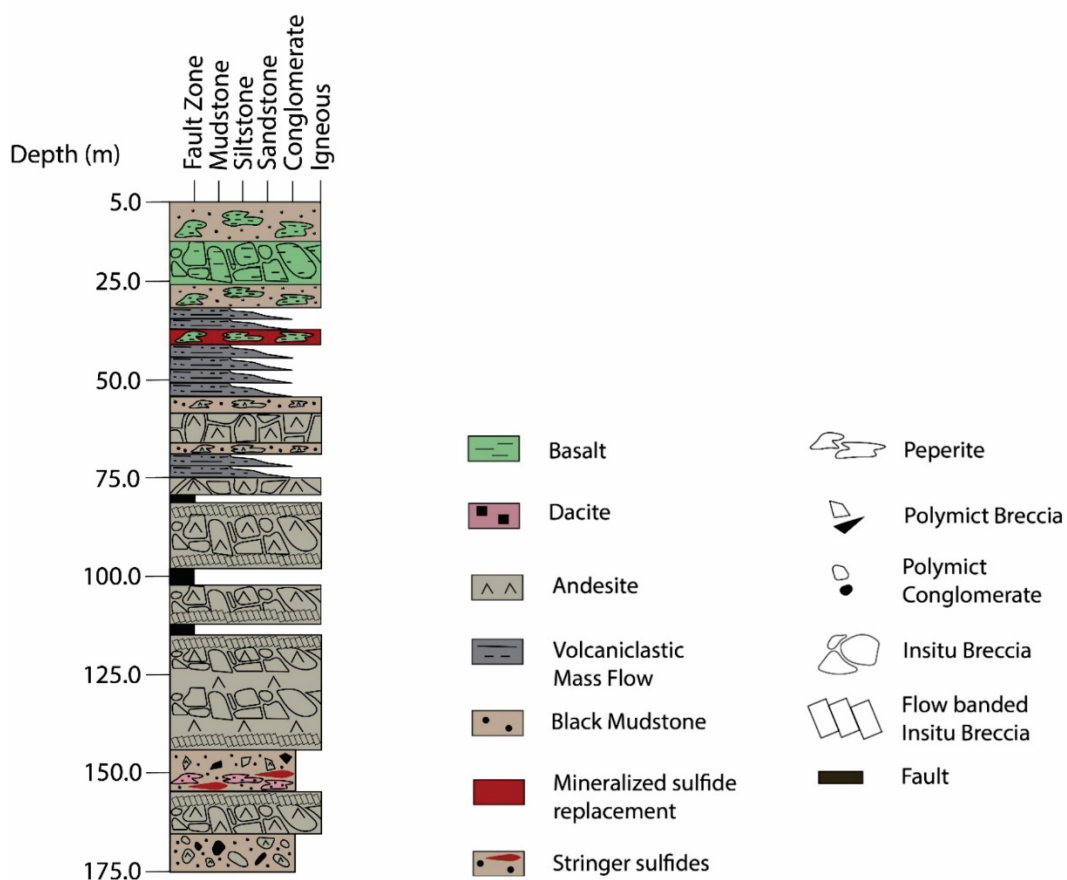 Fault Zone
Mudstone
Siltstone
Sandstone
Conglomerate
Igneous
Depth (m)
5.0
25.0
50.0
75.0
100.0
125.0
150.0
175.0
Basalt
Dacite
Andesite
Volcaniclastic
Mass Flow
Black Mudstone
Mineralized sulfide
replacement
Stringer sulfides
Peperite
Polymict Breccia
Polymict
Conglomerate
Insitu Breccia
Flow banded
Insitu Breccia
Fault